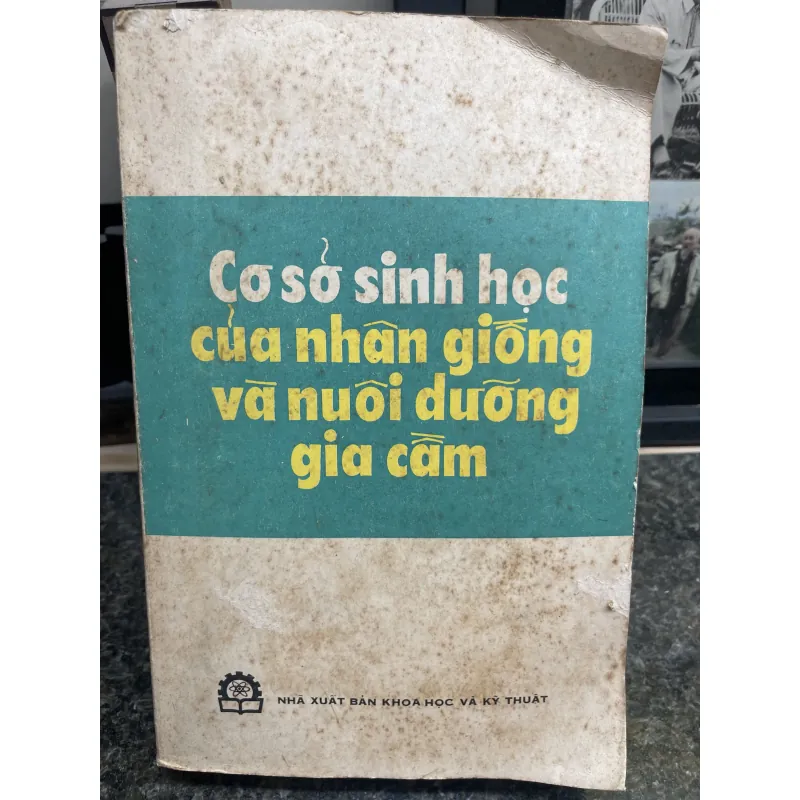 Cơ sở sinh học
của nhân giống
và nuôi dưỡng
gia cầm
NHÀ XUẤT BẢN KHOA HỌC VÀ KỸ THUẬT